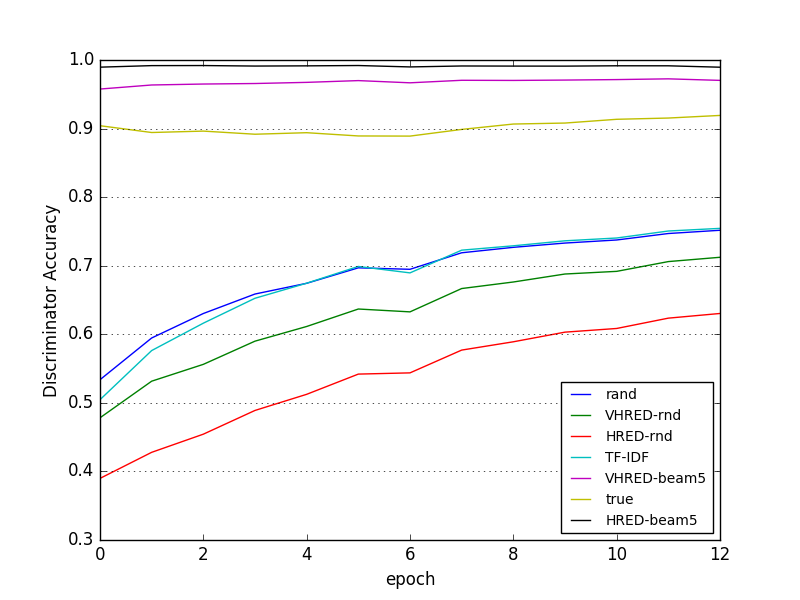 1.0
0.9
0.8
0.7
0.6
0.5
0.4
0.3
Discriminator Accuracy
rand
VHRED-rnd
HRED-rnd
TF-IDF
VHRED-beam5
true
HRED-beam5
0 2 4 6 8 10 12
epoch